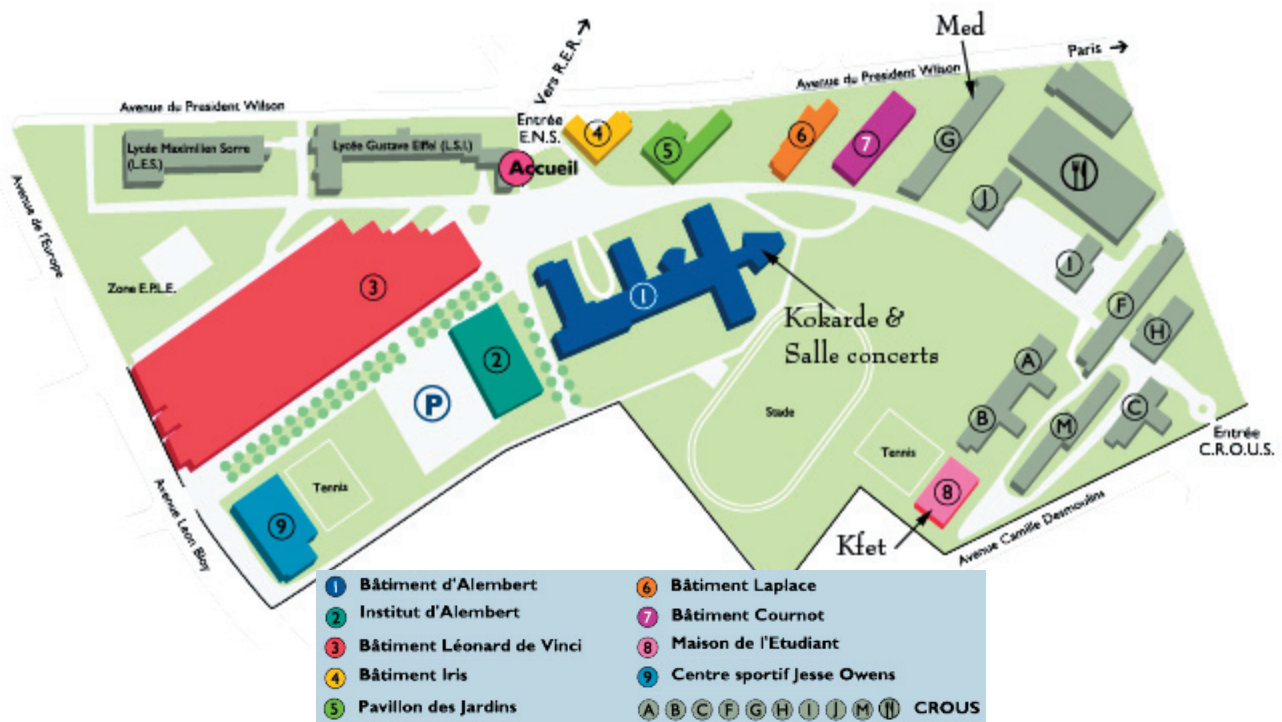 Med
Paris
Vers R.E.R.
Avenue du President Wilson
Avenue du President Wilson
Entrée
E.N.S.
4
5
6
7
G
Lycée Maximilien Sorre
(L.E.S.)
Lycée Gustave Eiffel (L.S.I.)
Accueil
J
I
Avenue de l'Europe
Zone E.P.L.E.
3
1
F
H
Kokarde &
Salle concerts
2
A
P
Stade
B
M
C
Entrée
C.R.O.U.S.
Tennis
Tennis
8
9
Avenue Leon Bloy
Kfet
Avenue Camille Desmoulins
1 Bâtiment d'Alembert
2 Institut d'Alembert
3 Bâtiment Léonard de Vinci
4 Bâtiment Iris
5 Pavillon des Jardins
6 Bâtiment Laplace
7 Bâtiment Cournot
8 Maison de l'Etudiant
9 Centre sportif Jesse Owens
A B C F G H I J M CROUS